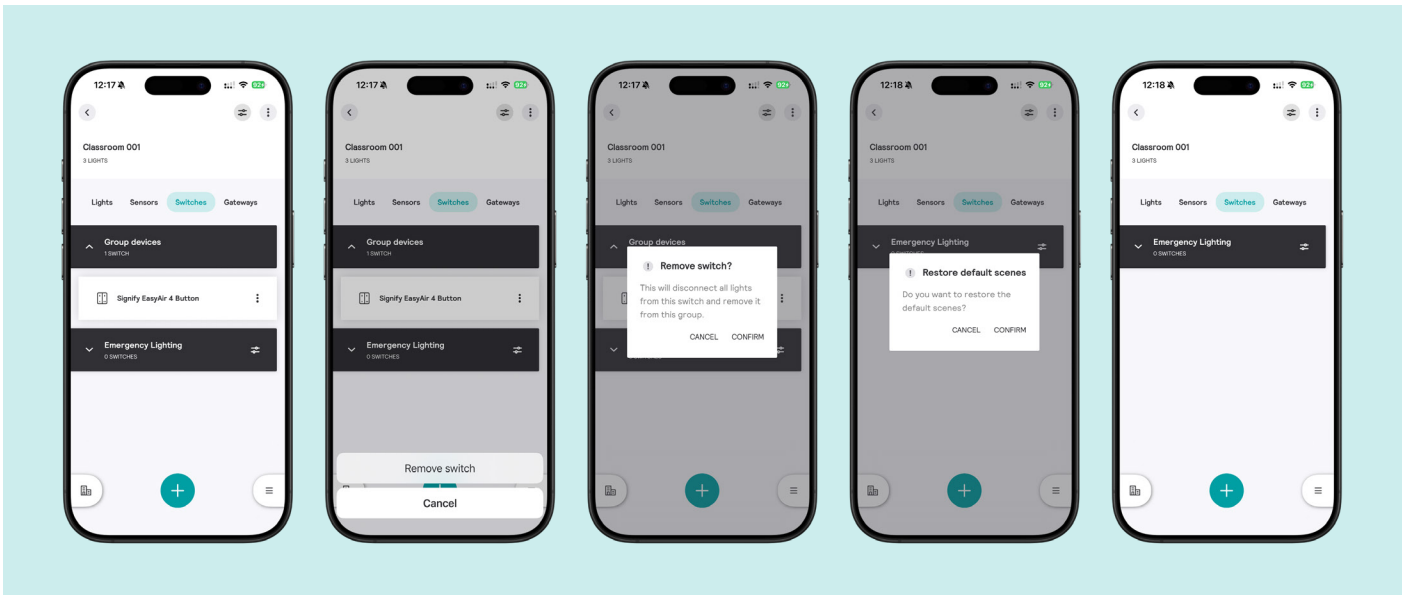 12:17
92
Classroom 001
3 LIGHTS
Lights Sensors Switches Gateways
Group devices
1 SWITCH
Signify EasyAir 4 Button
Emergency Lighting
0 SWITCHES
12:17
92
Classroom 001
3 LIGHTS
Lights Sensors Switches Gateways
Group devices
1 SWITCH
Signify EasyAir 4 Button
Emergency Lighting
0 SWITCHES
Remove switch
Cancel
12:17
92
Classroom 001
3 LIGHTS
Lights Sensors Switches Gateways
Group devices
Remove switch?
This will disconnect all lights
from this switch and remove it
from this group.
CANCEL CONFIRM
12:18
92
Classroom 001
3 LIGHTS
Lights Sensors Switches Gateways
Emergency Lighting
0 SWITCHES
Restore default scenes
Do you want to restore the
default scenes?
CANCEL CONFIRM
12:18
92
Classroom 001
3 LIGHTS
Lights Sensors Switches Gateways
Emergency Lighting
0 SWITCHES